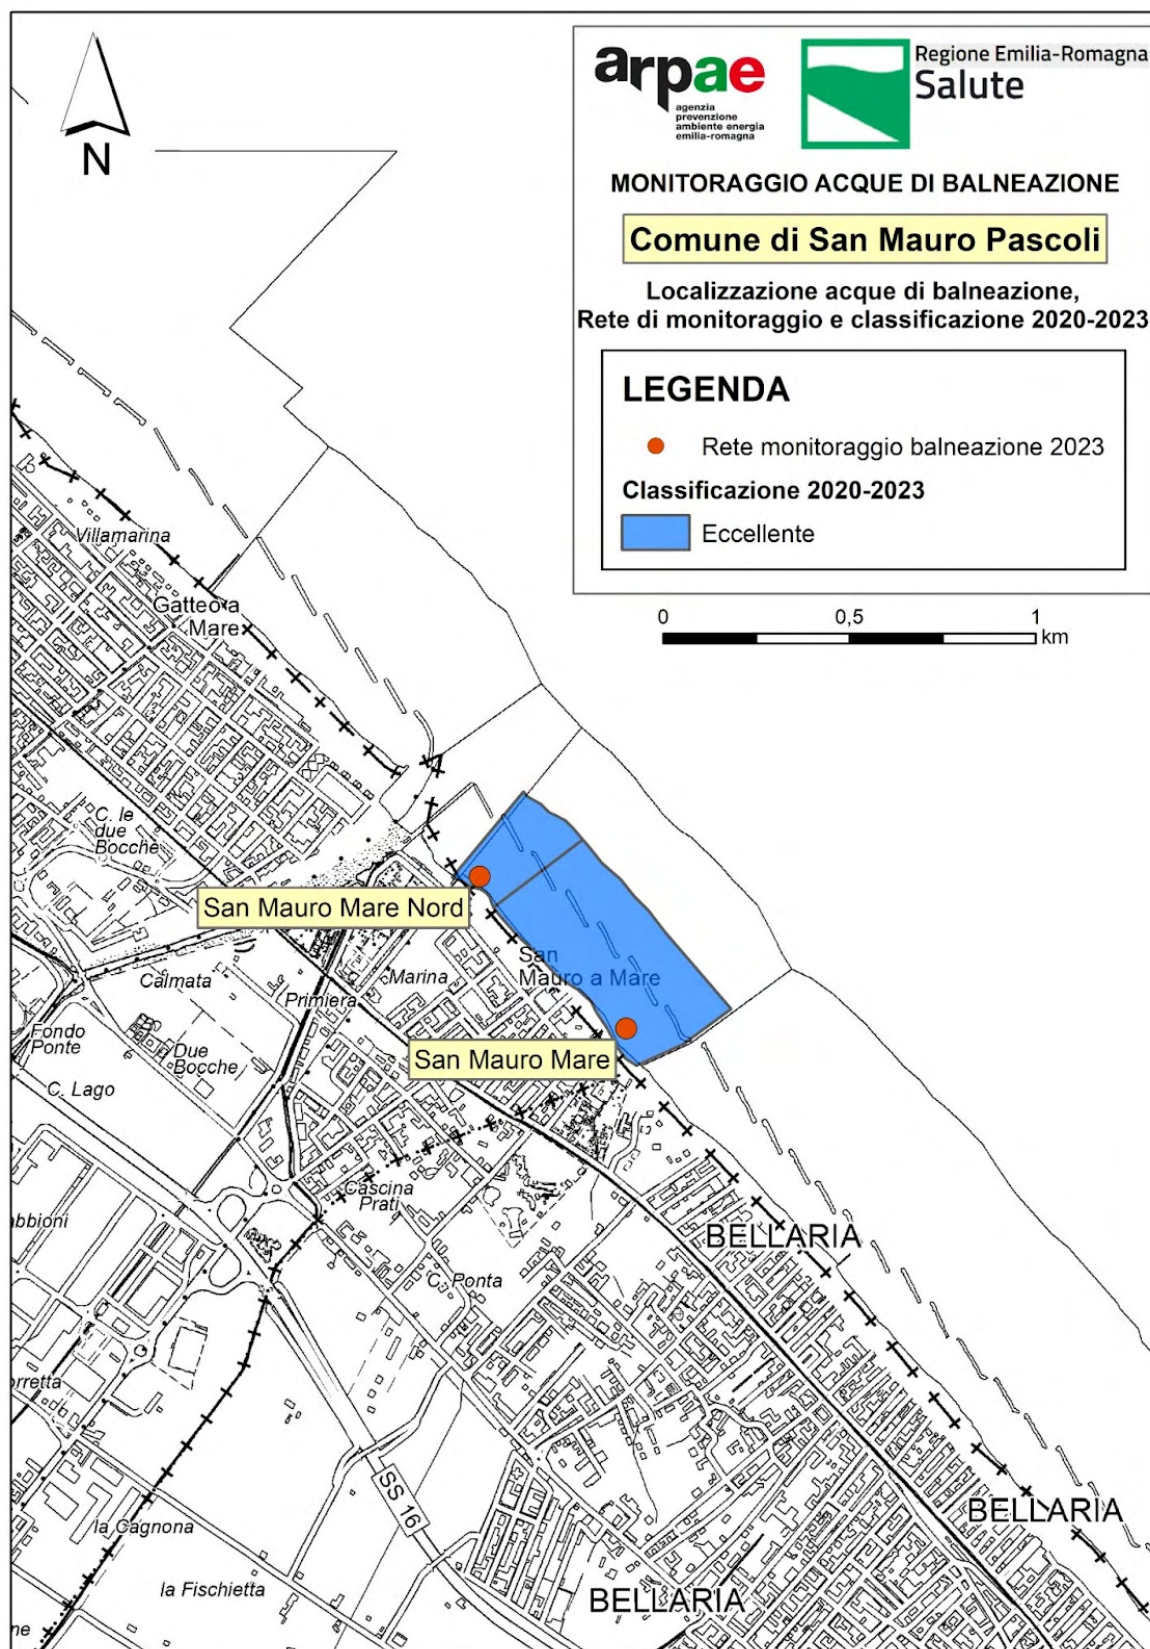 N
arpae
agenzia
prevenzione
ambiente energia
emilia-romagna
Regione Emilia-Romagna
Salute
MONITORAGGIO ACQUE DI BALNEAZIONE
Comune di San Mauro Pascoli
Localizzazione acque di balneazione,
Rete di monitoraggio e classificazione 2020-2023
LEGENDA
Rete monitoraggio balneazione 2023
Classificazione 2020-2023
Eccellente
0 0,5 1
km
Villamarina
Gatteo a
Mare
C. le
due
Bocche
San Mauro Mare Nord
San
Mauro a Mare
Marina
Calmata
Primiera
Fondo
Ponte
Due
Bocche
San Mauro Mare
C. Lago
Cascina
Prati
abbioni
BELLARIA
C. Ponta
orretta
SS 16
BELLARIA
la Cagnona
la Fischietta
BELLARIA
ne